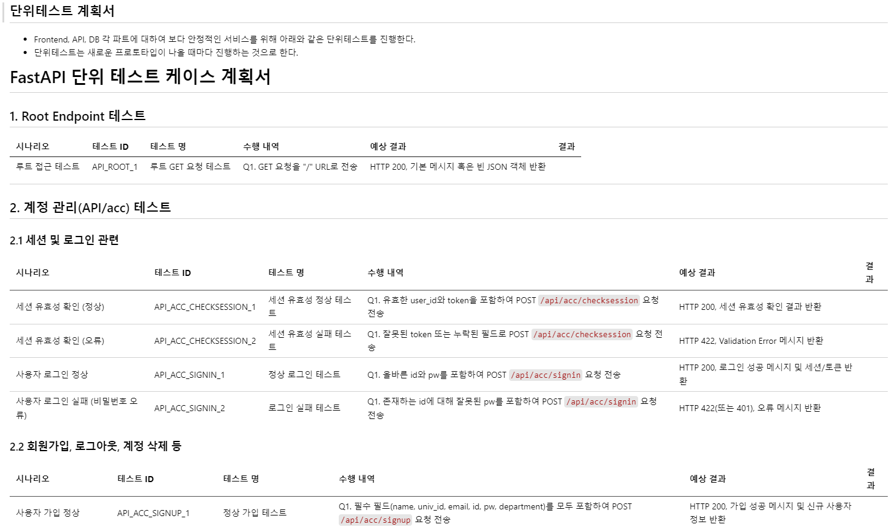 단위테스트 계획서
Frontend, API, DB 각 파트에 대하여 보다 안정적인 서비스를 위해 아래와 같은 단위테스트를 진행한다.
단위테스트는 새로운 프로토타입이 나올 때마다 진행하는 것으로 한다.
FastAPI 단위 테스트 케이스 계획서
1. Root Endpoint 테스트
시나리오 테스트 ID 테스트 명 수행 내역 예상 결과 결과
루트 접근 테스트 API_ROOT_1 루트 GET 요청 테스트 Q1. GET 요청을 "/" URL로 전송 HTTP 200, 기본 메시지 혹은 빈 JSON 객체 반환
2. 계정 관리(API/acc) 테스트
2.1 세션 및 로그인 관련
시나리오 테스트 ID 테스트 명 수행 내역 예상 결과 결
과
세션 유효성 확인 (정상) API_ACC_CHECKSESSION_1 세션 유효성 정상 테스 Q1. 유효한 user_id와 token을 포함하여 POST /api/acc/checksession 요청 HTTP 200, 세션 유효성 확인 결과 반환
트 전송
세션 유효성 확인 (오류) API_ACC_CHECKSESSION_2 세션 유효성 실패 테스 Q1. 잘못된 token 또는 누락된 필드로 POST /api/acc/checksession 요청 전 HTTP 422, Validation Error 메시지 반환
트 송
사용자 로그인 정상 API_ACC_SIGNIN_1 정상 로그인 테스트 Q1. 올바른 id와 pw를 포함하여 POST /api/acc/signin 요청 전송 HTTP 200, 로그인 성공 메시지 및 세션/토큰 반
환
사용자 로그인 실패 (비밀번호 오 API_ACC_SIGNIN_2 로그인 실패 테스트 Q1. 존재하는 id에 대해 잘못된 pw를 포함하여 POST /api/acc/signin 요청 HTTP 422(또는 401), 오류 메시지 반환
류) 전송
2.2 회원가입, 로그아웃, 계정 삭제 등
시나리오 테스트 ID 테스트 명 수행 내역 예상 결과 결
과
사용자 가입 정상 API_ACC_SIGNUP_1 정상 가입 테스트 Q1. 필수 필드(name, univ_id, email, id, pw, department)를 모두 포함하여 POST HTTP 200, 가입 성공 메시지 및 신규 사용자
/api/acc/signup 요청 전송 정보 반환